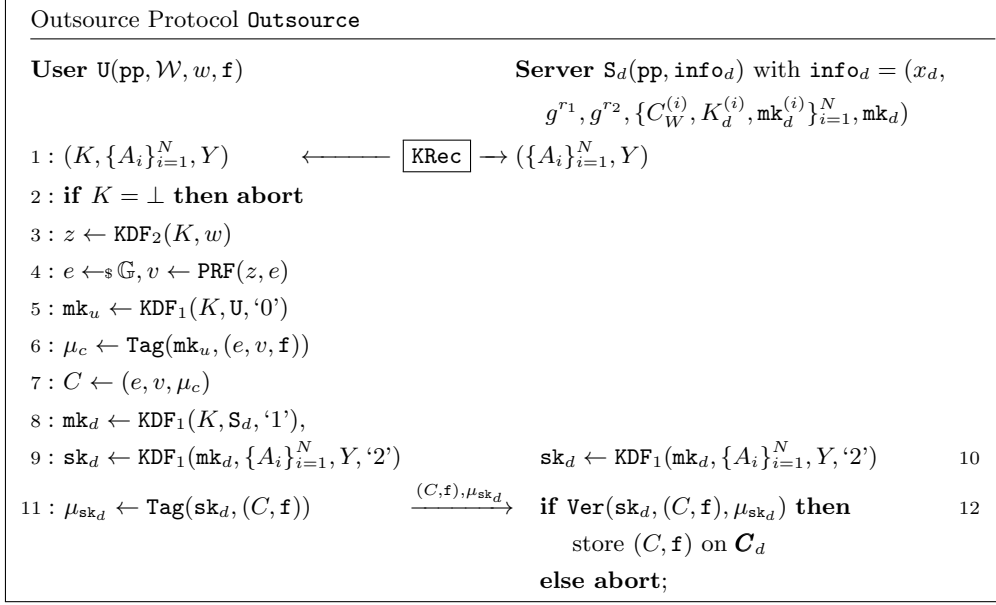 Outsource Protocol Outsource
User U(pp, 𝒲, w, f) Server S_d(pp, info_d) with info_d = (x_d,
g^{r_1}, g^{r_2}, {C_W^{(i)}, K_d^{(i)}, mk_d^{(i)}}_{i=1}^N, mk_d)
1 : (K, {A_i}_{i=1}^N, Y) ← KRec → ({A_i}_{i=1}^N, Y)
2 : if K = ⊥ then abort
3 : z ← KDF_2(K, w)
4 : e ←$ 𝔾, v ← PRF(z, e)
5 : mk_u ← KDF_1(K, U, ‘0’)
6 : μ_c ← Tag(mk_u, (e, v, f))
7 : C ← (e, v, μ_c)
8 : mk_d ← KDF_1(K, S_d, ‘1’),
9 : sk_d ← KDF_1(mk_d, {A_i}_{i=1}^N, Y, ‘2’) sk_d ← KDF_1(mk_d, {A_i}_{i=1}^N, Y, ‘2’) 10
11 : μ_{sk_d} ← Tag(sk_d, (C, f)) (C,f),μ_{sk_d} → if Ver(sk_d, (C, f), μ_{sk_d}) then 12
store (C, f) on C_d
else abort;